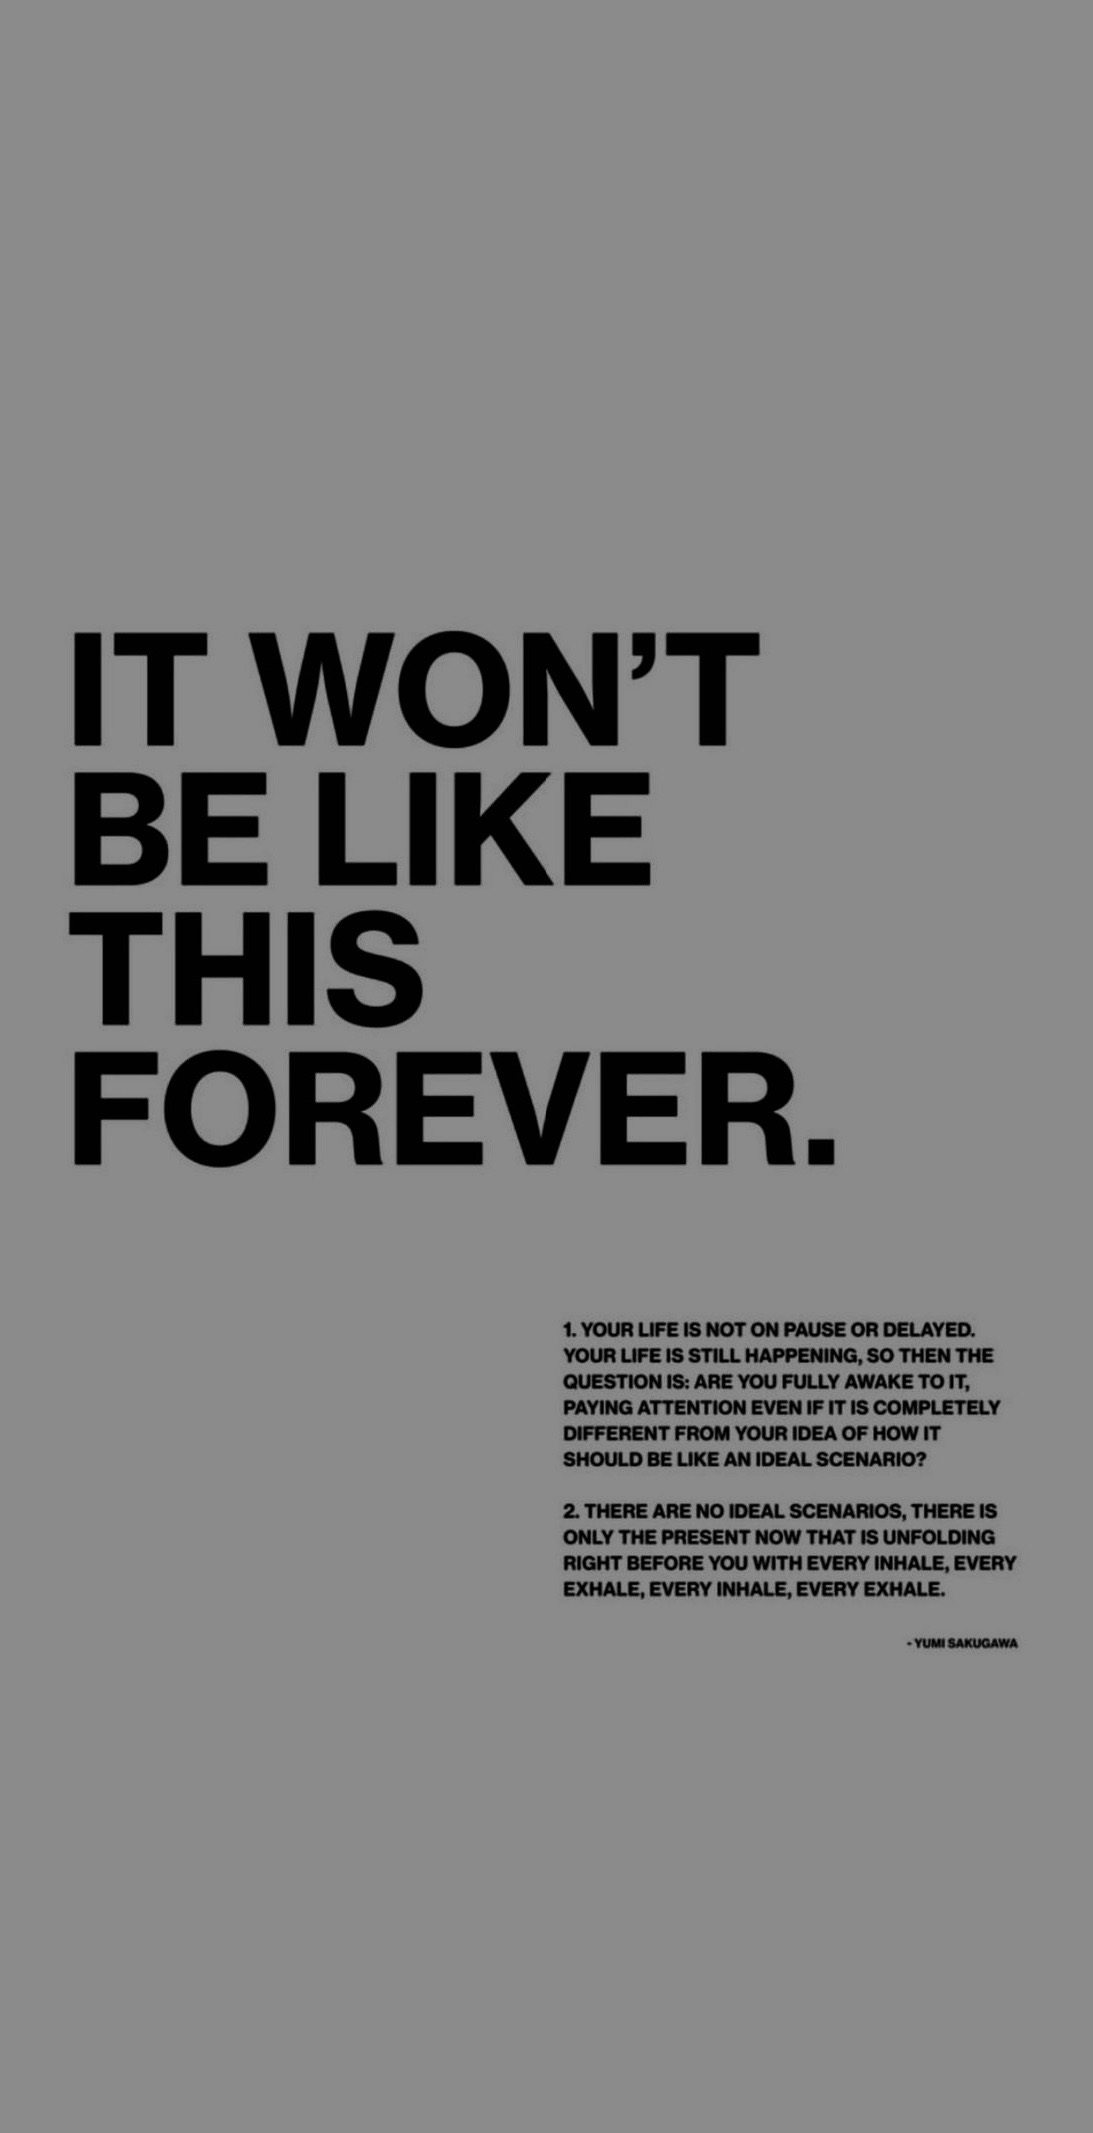 IT WON'T
BE LIKE
THIS
FOREVER.
1. YOUR LIFE IS NOT ON PAUSE OR DELAYED.
YOUR LIFE IS STILL HAPPENING, SO THEN THE
QUESTION IS: ARE YOU FULLY AWAKE TO IT,
PAYING ATTENTION EVEN IF IT IS COMPLETELY
DIFFERENT FROM YOUR IDEA OF HOW IT
SHOULD BE LIKE AN IDEAL SCENARIO?
2. THERE ARE NO IDEAL SCENARIOS, THERE IS
ONLY THE PRESENT NOW THAT IS UNFOLDING
RIGHT BEFORE YOU WITH EVERY INHALE, EVERY
EXHALE, EVERY INHALE, EVERY EXHALE.
- YUMI SAKUGAWA